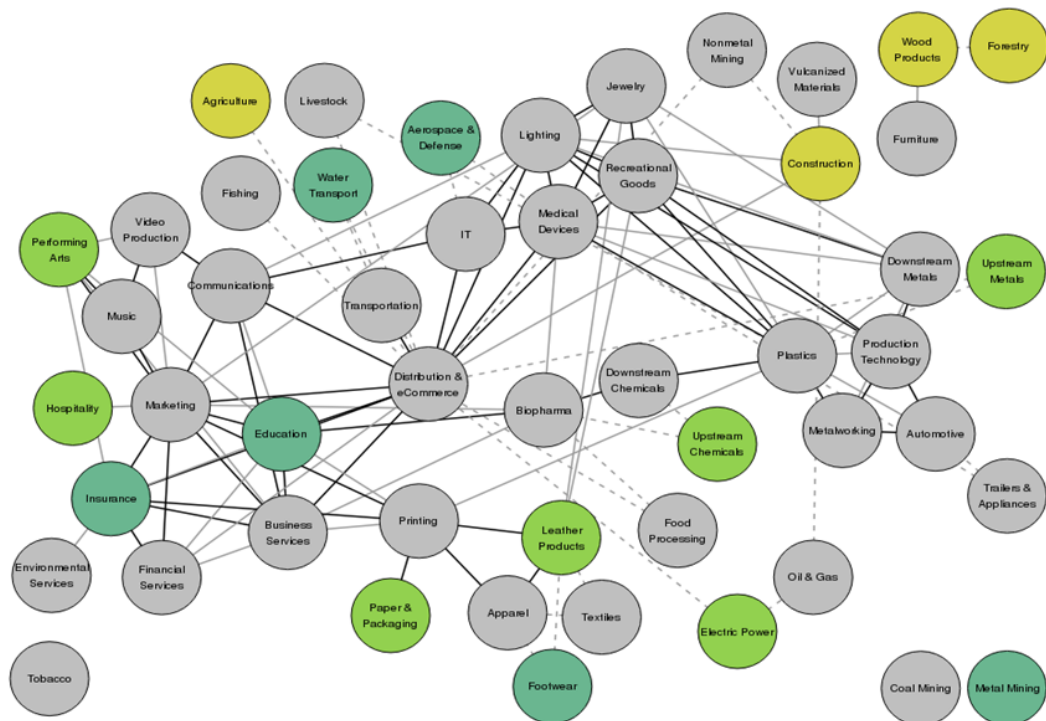 Nonmetal
Mining
Wood
Products
Forestry
Vulcanized
Materials
Jewelry
Agriculture
Livestock
Aerospace &
Defense
Lighting
Furniture
Construction
Recreational
Goods
Water
Transport
Fishing
Video
Production
Performing
Arts
IT
Medical
Devices
Downstream
Metals
Upstream
Metals
Communications
Transportation
Music
Production
Technology
Plastics
Distribution &
eCommerce
Downstream
Chemicals
Hospitality
Marketing
Biopharma
Education
Metalworking
Automotive
Upstream
Chemicals
Insurance
Trailers &
Appliances
Business
Services
Printing
Leather
Products
Food
Processing
Environmental
Services
Financial
Services
Oil & Gas
Paper &
Packaging
Apparel
Textiles
Electric Power
Tobacco
Footwear
Coal Mining
Metal Mining